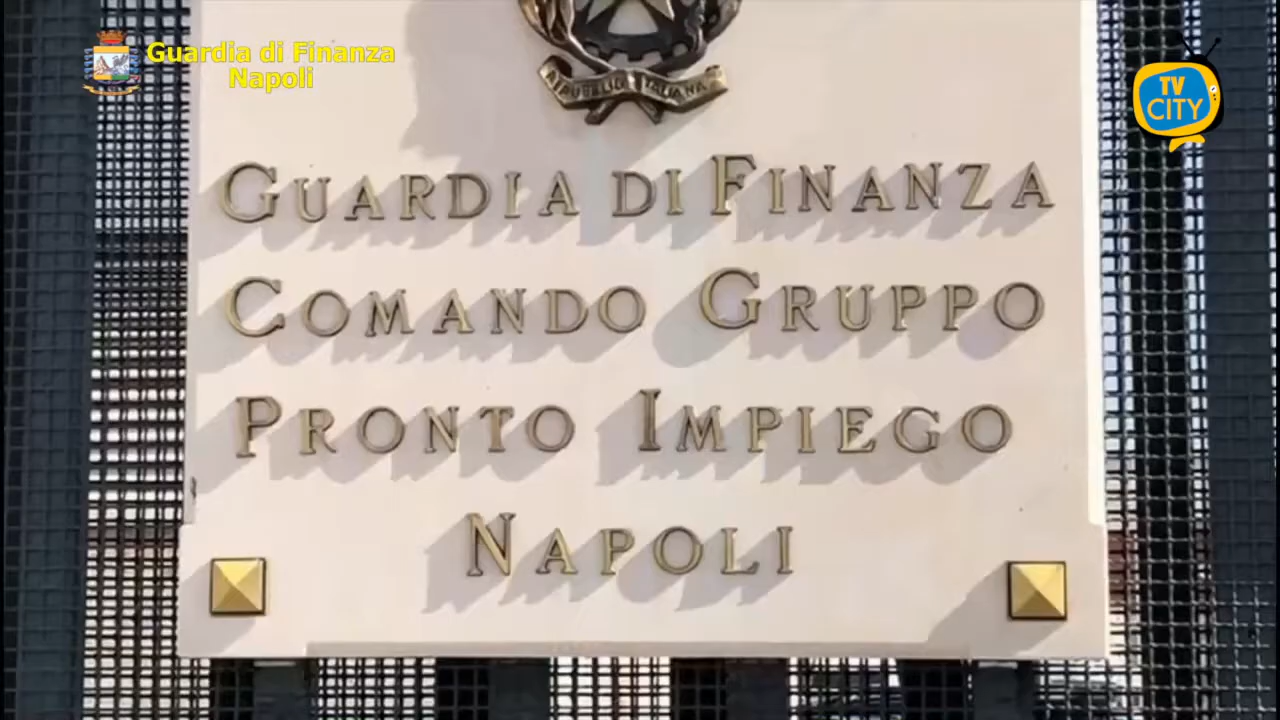 Guardia di Finanza
Napoli
TV
CITY
REPUBBLICA ITALIANA
GUARDIA DI FINANZA
COMANDO GRUPPO
PRONTO IMPIEGO
NAPOLI